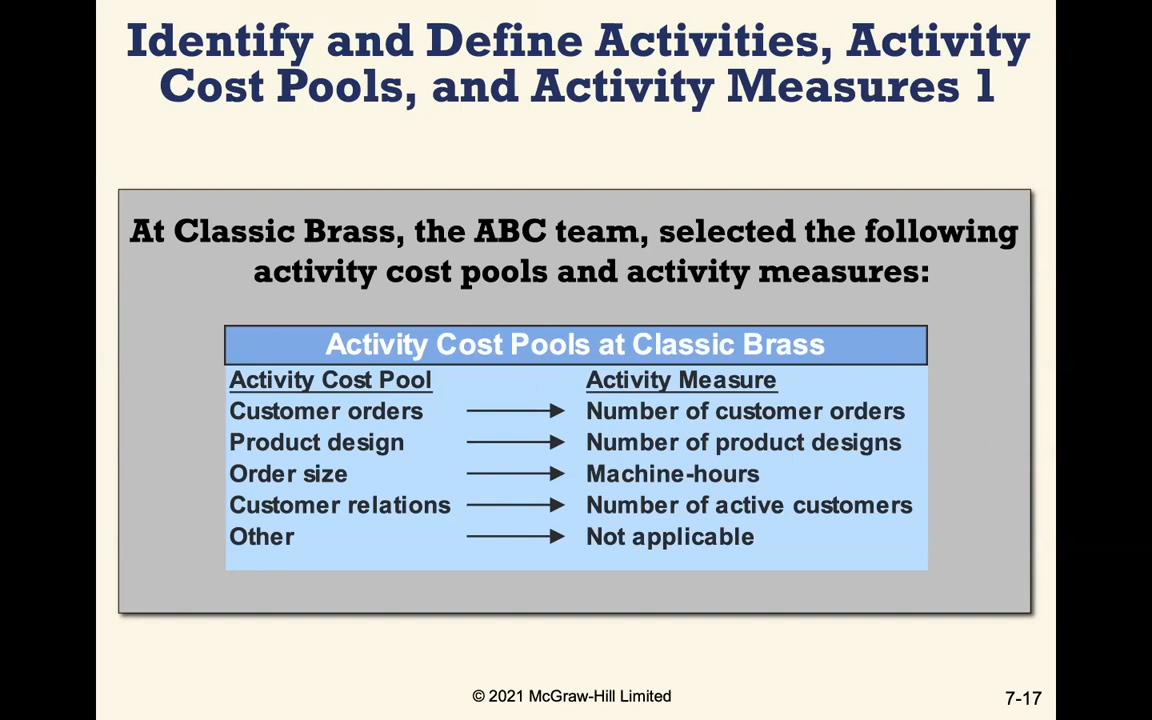 Identify and Define Activities, Activity
Cost Pools, and Activity Measures 1
At Classic Brass, the ABC team, selected the following
activity cost pools and activity measures:
Activity Cost Pools at Classic Brass
Activity Cost Pool Activity Measure
Customer orders Number of customer orders
Product design Number of product designs
Order size Machine-hours
Customer relations Number of active customers
Other Not applicable
© 2021 McGraw-Hill Limited
7-17